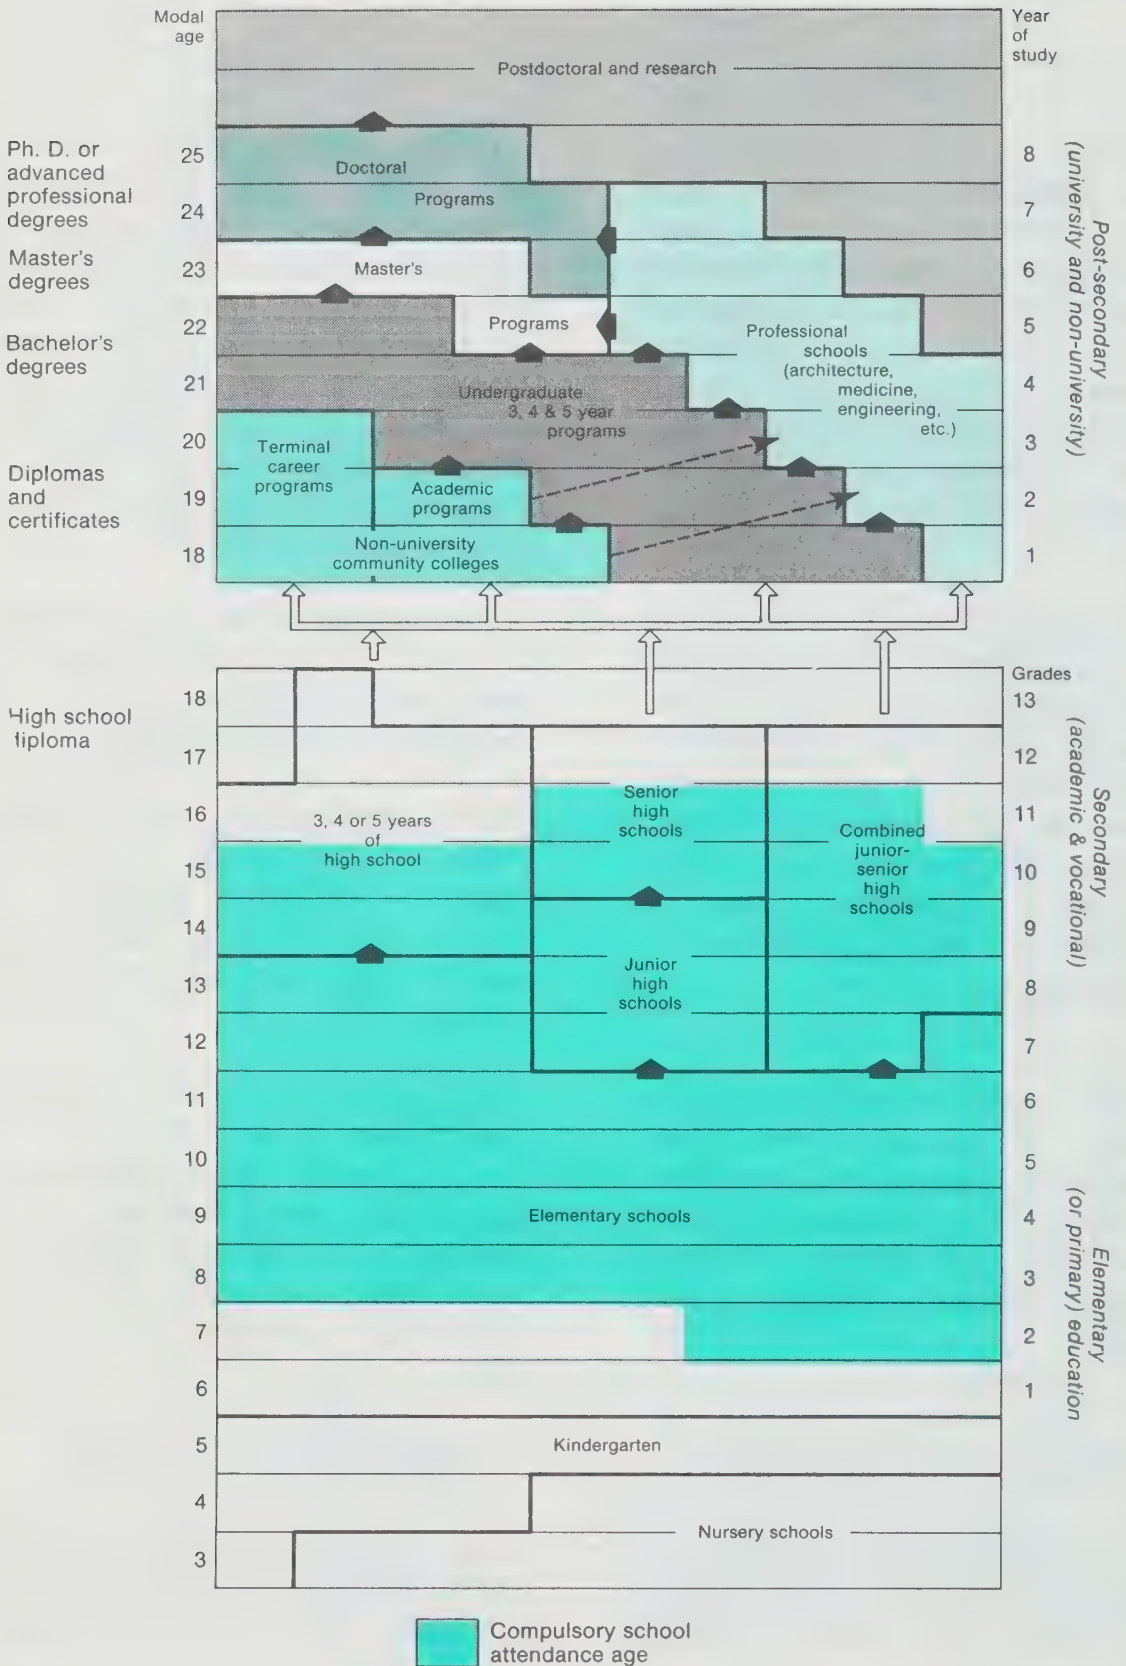 Modal
age
Year
of
study
Postdoctoral and research
Ph. D. or
advanced
professional
degrees
25
Doctoral
8
24
Programs
7
Master's
degrees
23
Master's
6
22
Programs
5
Bachelor's
degrees
Professional
schools
(architecture,
medicine,
engineering,
etc.)
21
Undergraduate
3, 4 & 5 year
programs
4
20
Terminal
career
programs
3
Diplomas
and
certificates
19
Academic
programs
2
18
Non-university
community colleges
1
Post-secondary
(university and non-university)
Grades
High school
diploma
18
13
17
12
16
3, 4 or 5 years
of
high school
Senior
high
schools
11
15
Combined
junior-
senior
high
schools
10
14
9
13
Junior
high
schools
8
12
7
Secondary
(academic & vocational)
11
6
10
5
9
Elementary schools
4
8
3
7
2
6
1
Elementary
(or primary) education
5
Kindergarten
4
Nursery schools
3
Compulsory school
attendance age